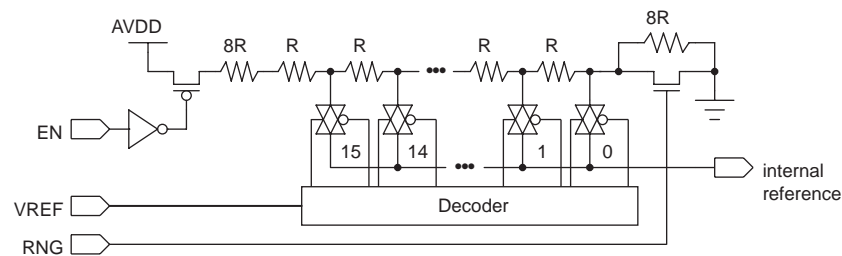 AVDD
8R
R
R
R
R
8R
EN
15
14
1
0
internal
reference
VREF
Decoder
RNG